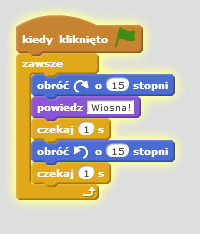 kiedy kliknięto
zawsze
obróć o 15 stopni
powiedz Wiosna!
czekaj 1 s
obróć o 15 stopni
czekaj 1 s